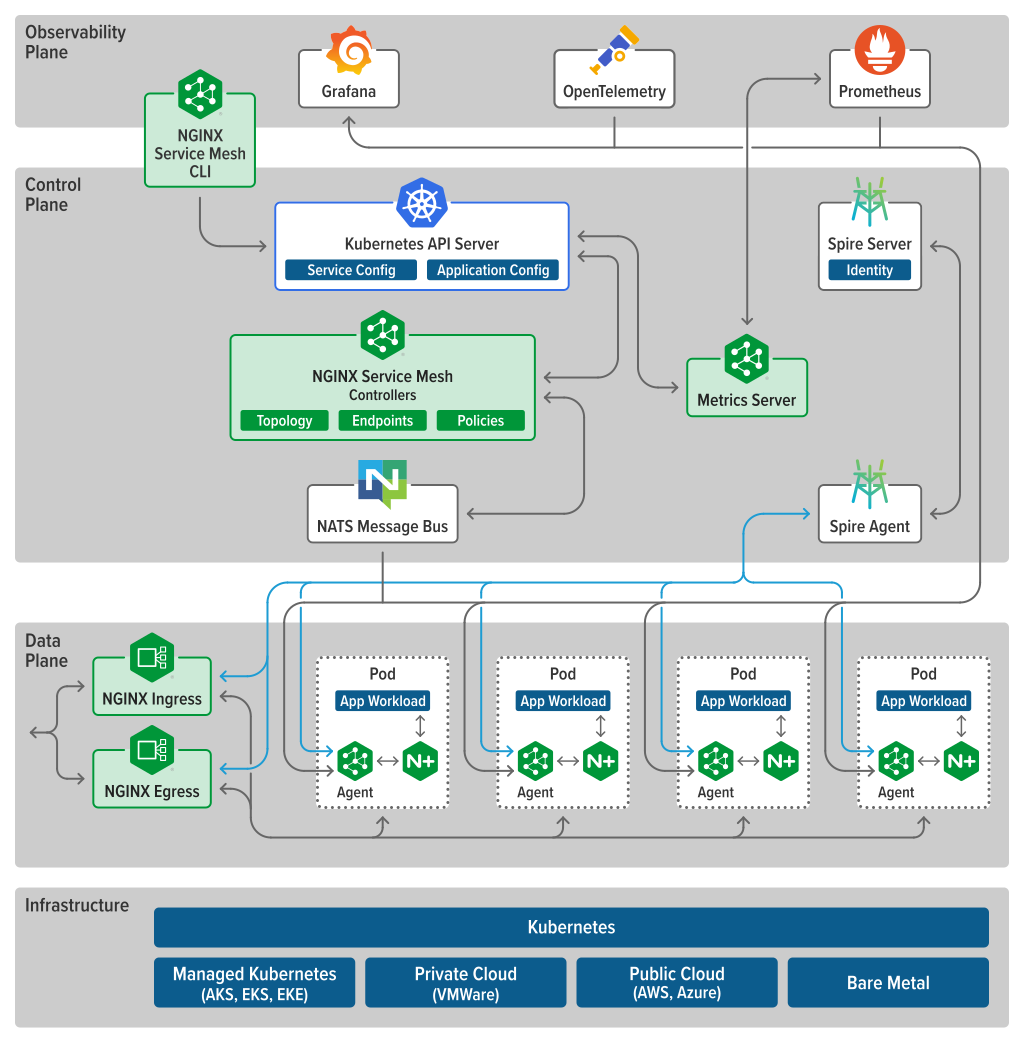 Observability
Plane
Grafana
OpenTelemetry
Prometheus
NGINX
Service Mesh
CLI
Control
Plane
Kubernetes API Server
Service Config
Application Config
Spire Server
Identity
NGINX Service Mesh
Controllers
Topology
Endpoints
Policies
Metrics Server
N
NATS Message Bus
Spire Agent
Data
Plane
NGINX Ingress
NGINX Egress
Pod
App Workload
N+
Agent
Pod
App Workload
N+
Agent
Pod
App Workload
N+
Agent
Pod
App Workload
N+
Agent
Infrastructure
Kubernetes
Managed Kubernetes
(AKS, EKS, EKE)
Private Cloud
(VMWare)
Public Cloud
(AWS, Azure)
Bare Metal